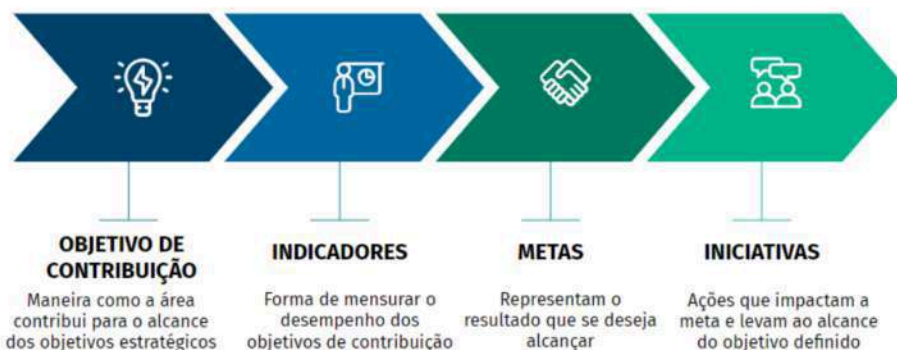 OBJETIVO DE
CONTRIBUIÇÃO
Maneira como a área
contribui para o alcance
dos objetivos estratégicos
INDICADORES
Forma de mensurar o
desempenho dos
objetivos de contribuição
METAS
Representam o
resultado que se deseja
alcançar
INICIATIVAS
Ações que impactam a
meta e levam ao alcance
do objetivo definido